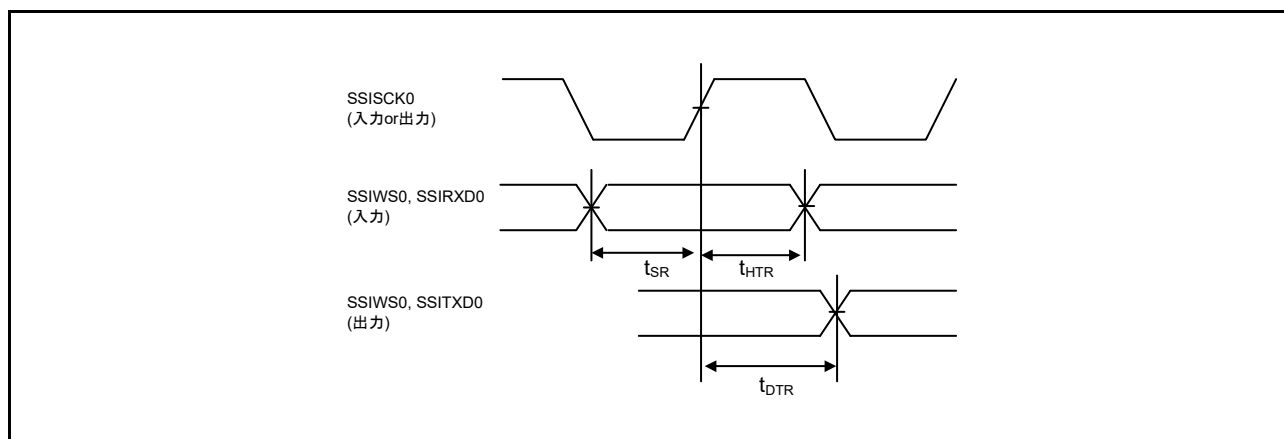 SSISCK0
(入力or出力)
SSIWS0, SSIRXD0
(入力)
tSR
tHTR
SSIWS0, SSITXD0
(出力)
tDTR